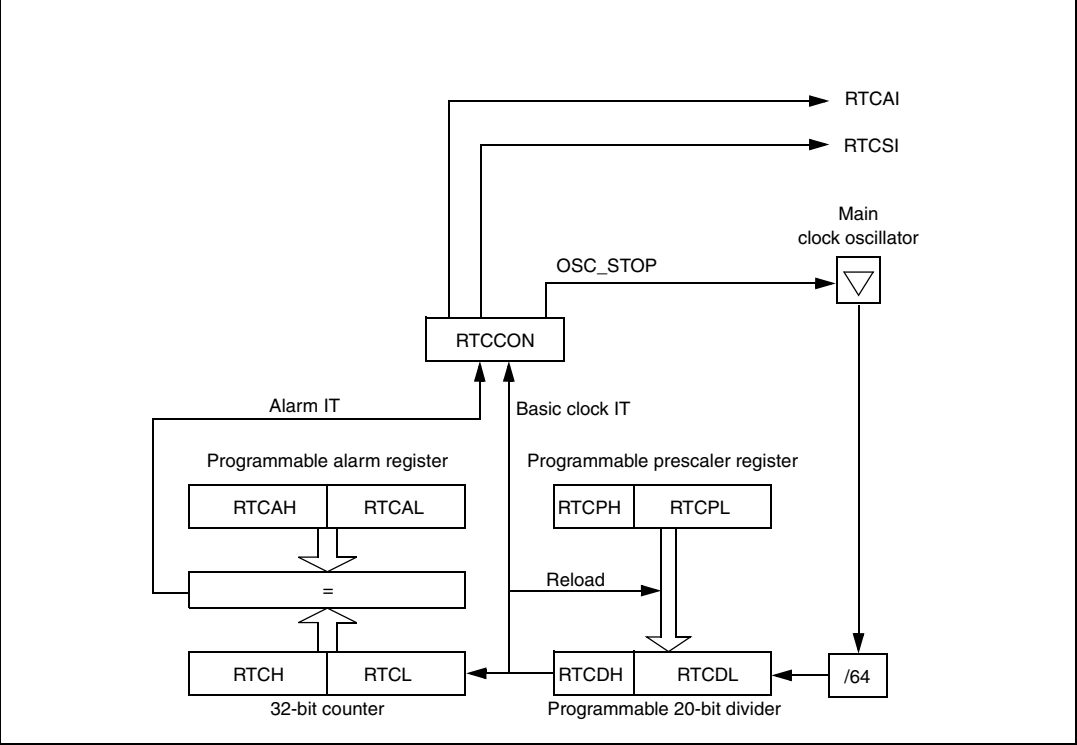 RTCAI
RTCSI
Main
clock oscillator
OSC_STOP
RTCCON
Alarm IT
Basic clock IT
Programmable alarm register
Programmable prescaler register
RTCAH RTCAL
RTCPH RTCPL
=
Reload
RTCH RTCL
RTCDH RTCDL
/64
32-bit counter
Programmable 20-bit divider